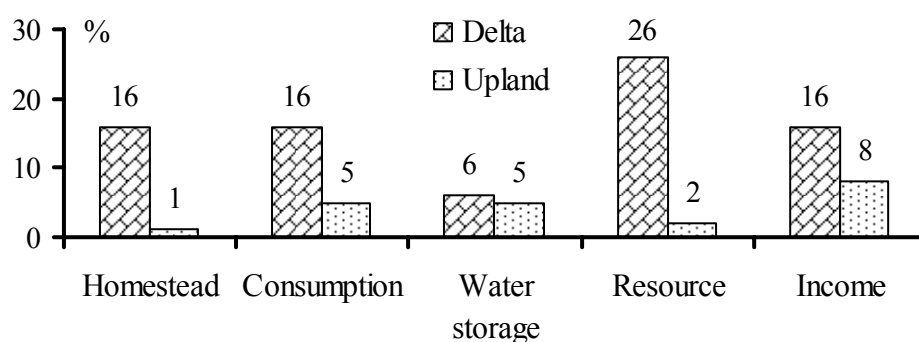 30
%
Delta
26
Upland
20
16
16
16
10
8
6
5
5
1
2
0
Homestead
Consumption
Water
storage
Resource
Income